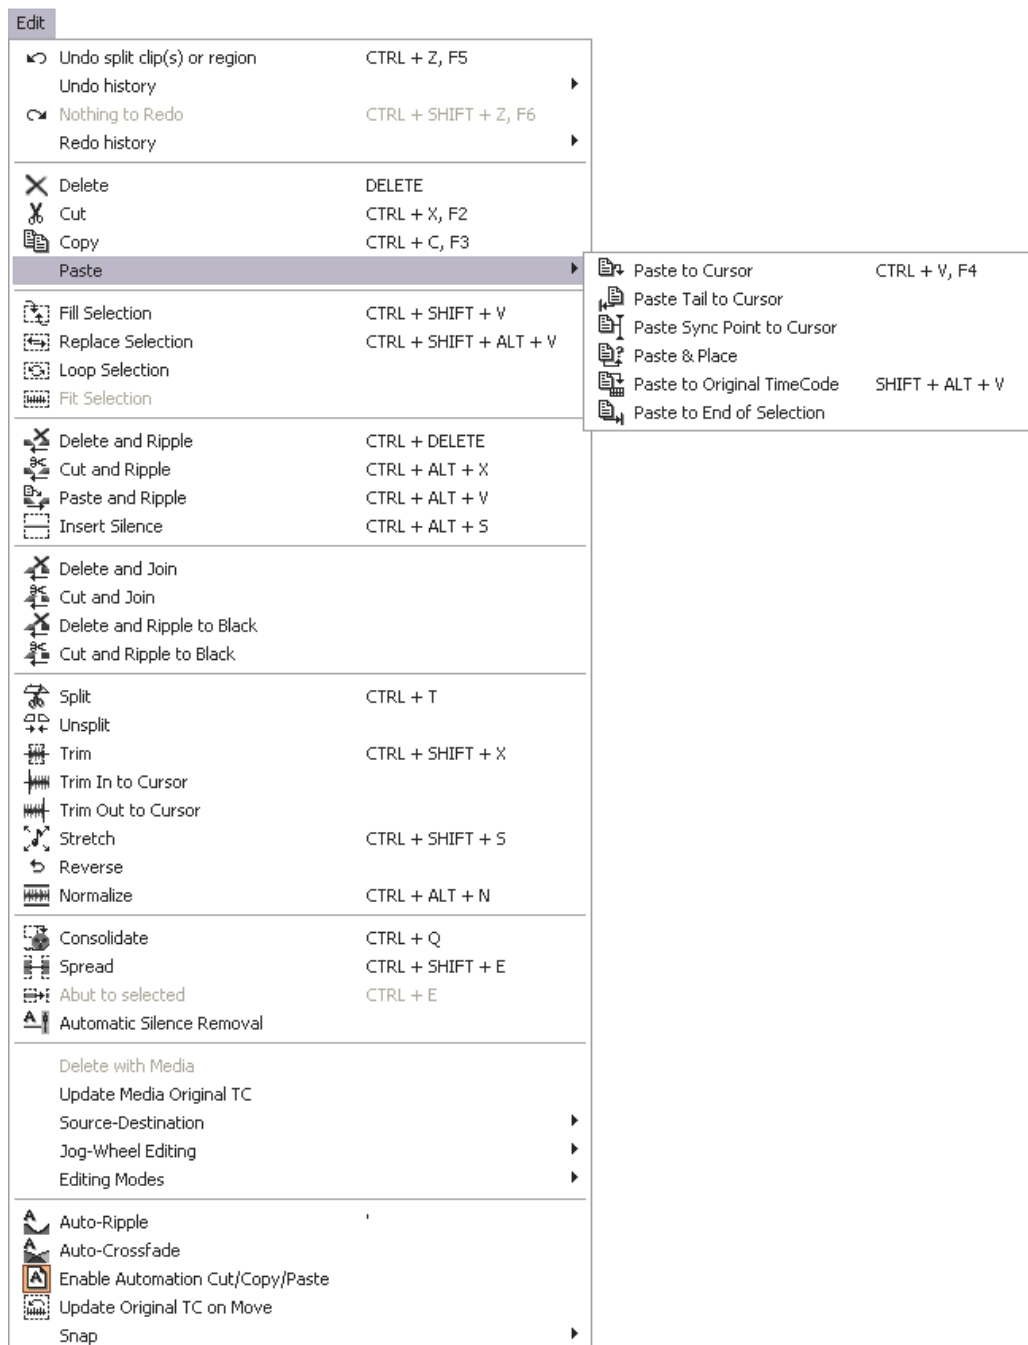 Edit
Undo split clip(s) or region CTRL + Z, F5
Undo history
Nothing to Redo CTRL + SHIFT + Z, F6
Redo history
Delete DELETE
Cut CTRL + X, F2
Copy CTRL + C, F3
Paste
Paste to Cursor CTRL + V, F4
Paste Tail to Cursor
Paste Sync Point to Cursor
Paste & Place
Paste to Original TimeCode SHIFT + ALT + V
Paste to End of Selection
Fill Selection CTRL + SHIFT + V
Replace Selection CTRL + SHIFT + ALT + V
Loop Selection
Fit Selection
Delete and Ripple CTRL + DELETE
Cut and Ripple CTRL + ALT + X
Paste and Ripple CTRL + ALT + V
Insert Silence CTRL + ALT + S
Delete and Join
Cut and Join
Delete and Ripple to Black
Cut and Ripple to Black
Split CTRL + T
Unsplit
Trim CTRL + SHIFT + X
Trim In to Cursor
Trim Out to Cursor
Stretch CTRL + SHIFT + S
Reverse
Normalize CTRL + ALT + N
Consolidate CTRL + Q
Spread CTRL + SHIFT + E
Abut to selected CTRL + E
Automatic Silence Removal
Delete with Media
Update Media Original TC
Source-Destination
Jog-Wheel Editing
Editing Modes
Auto-Ripple '
Auto-Crossfade
Enable Automation Cut/Copy/Paste
Update Original TC on Move
Snap